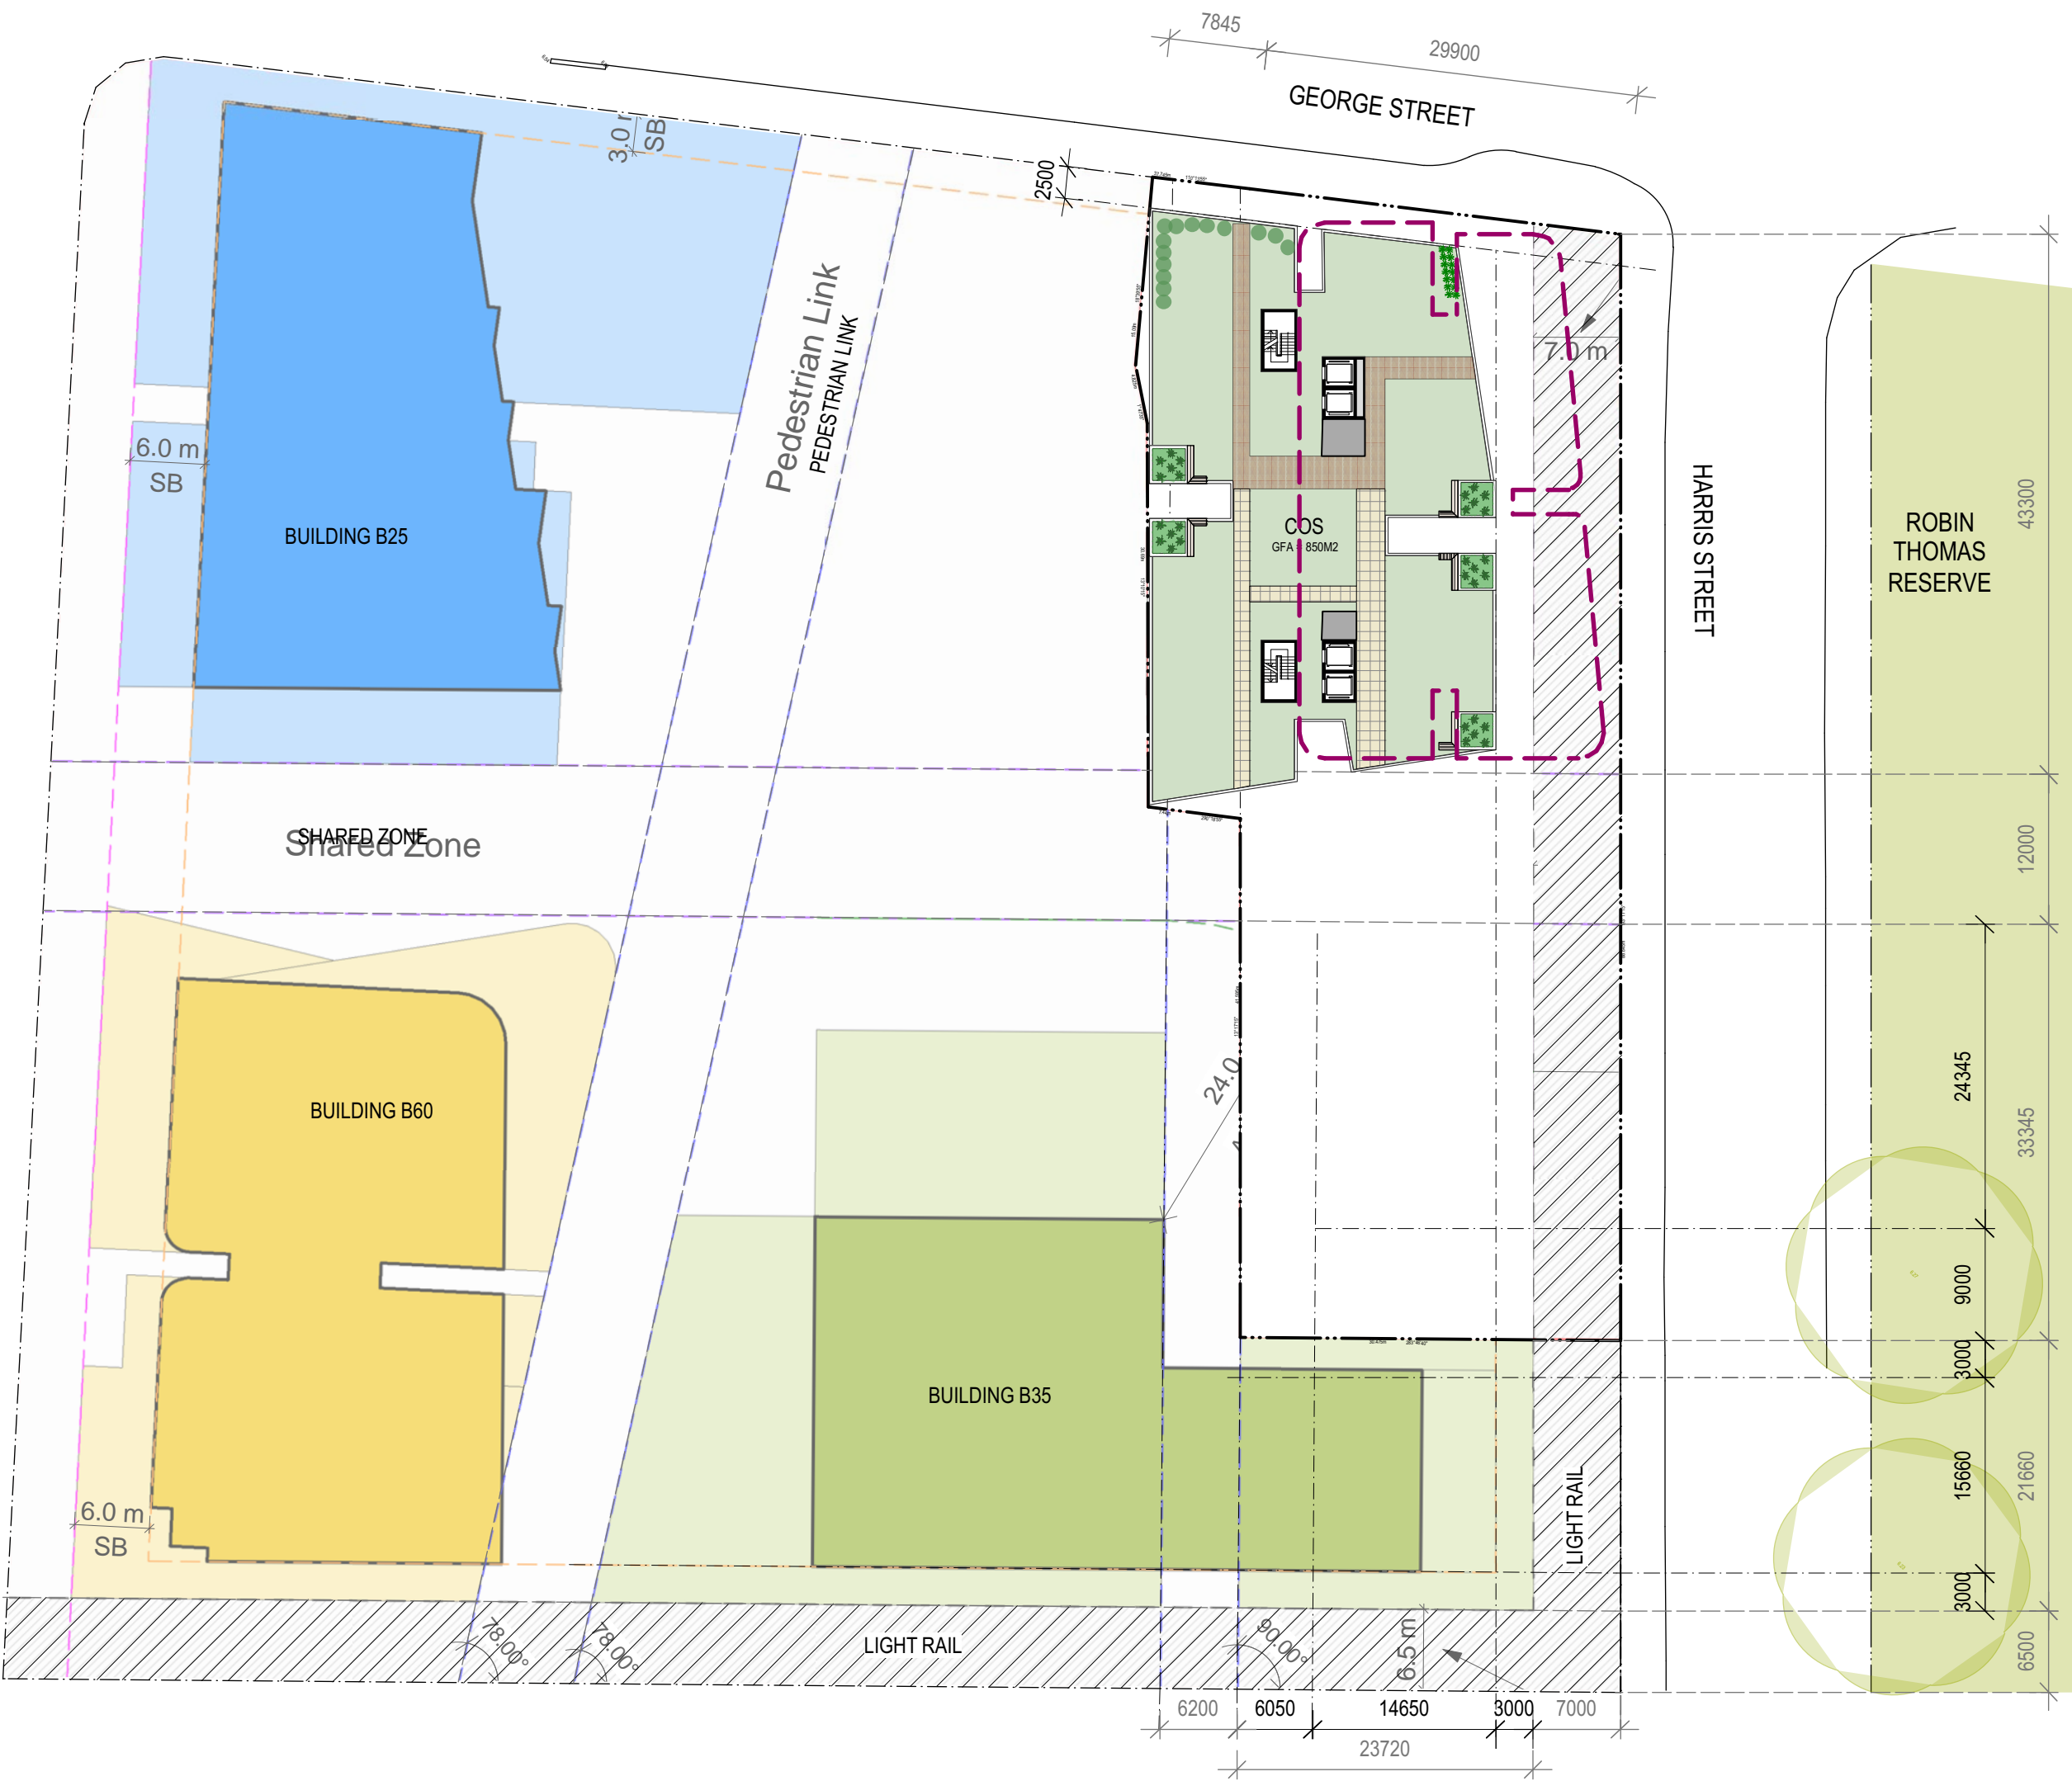 7845
29900
GEORGE STREET
3.0 m
SB
2500
Pedestrian Link
PEDESTRIAN LINK
7.0 m
6.0 m
SB
BUILDING B25
COS
GFA = 850M2
HARRIS STREET
ROBIN
THOMAS
RESERVE
43300
SHARED ZONE
Shared Zone
12000
24.0
24345
33345
BUILDING B60
9000
3000
BUILDING B35
15660
21660
6.0 m
SB
LIGHT RAIL
3000
78.00°
78.00°
LIGHT RAIL
90.00°
6.5 m
6500
6200
6050
14650
3000
7000
23720